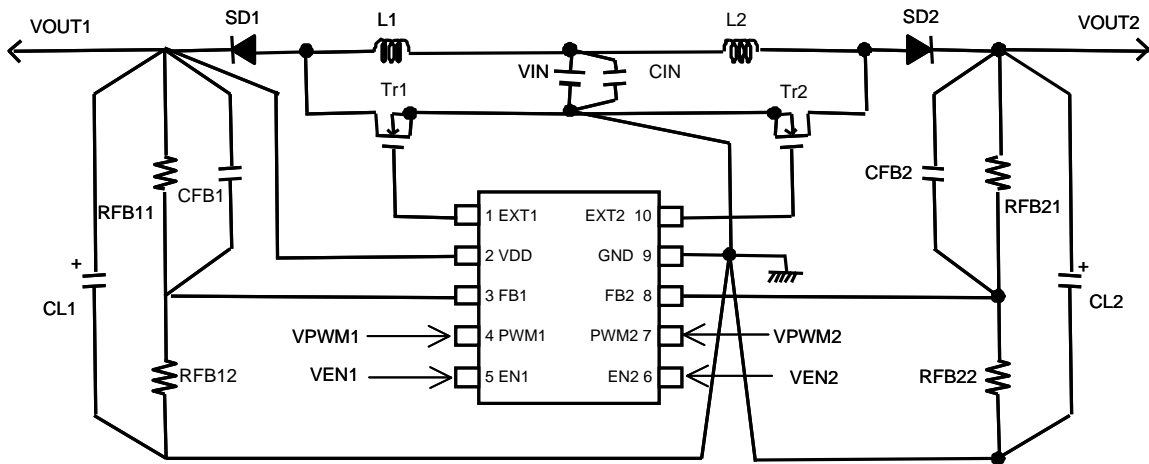 VOUT1
SD1
L1
L2
SD2
VOUT2
VIN
CIN
Tr1
Tr2
CFB1
CFB2
RFB11
RFB21
1 EXT1
EXT2 10
2 VDD
GND 9
3 FB1
FB2 8
4 PWM1
PWM2 7
5 EN1
EN2 6
+
CL1
+
CL2
VPWM1
VPWM2
VEN1
VEN2
RFB12
RFB22